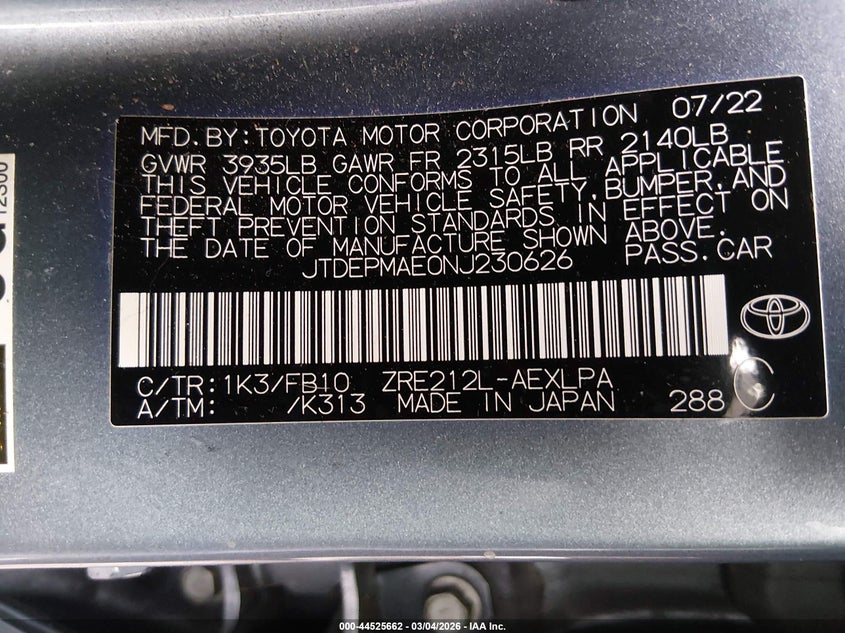 MFD.BY:TOYOTA MOTOR CORPORATION 07/22
GVWR 3935LB GAWR FR 2315LB RR 2140LB
THIS VEHICLE CONFORMS TO ALL APPLICABLE
FEDERAL MOTOR VEHICLE SAFETY,BUMPER,AND
THEFT PREVENTION STANDARDS IN EFFECT ON
THE DATE OF MANUFACTURE SHOWN ABOVE.
JTDEPMAE0NJ230626 PASS.CAR
C/TR:1K3/FB10 ZRE212L-AEXLPA
A/TM: /K313 MADE IN JAPAN 288 C
12300
000-44525662 - 03/04/2026 - IAA Inc.